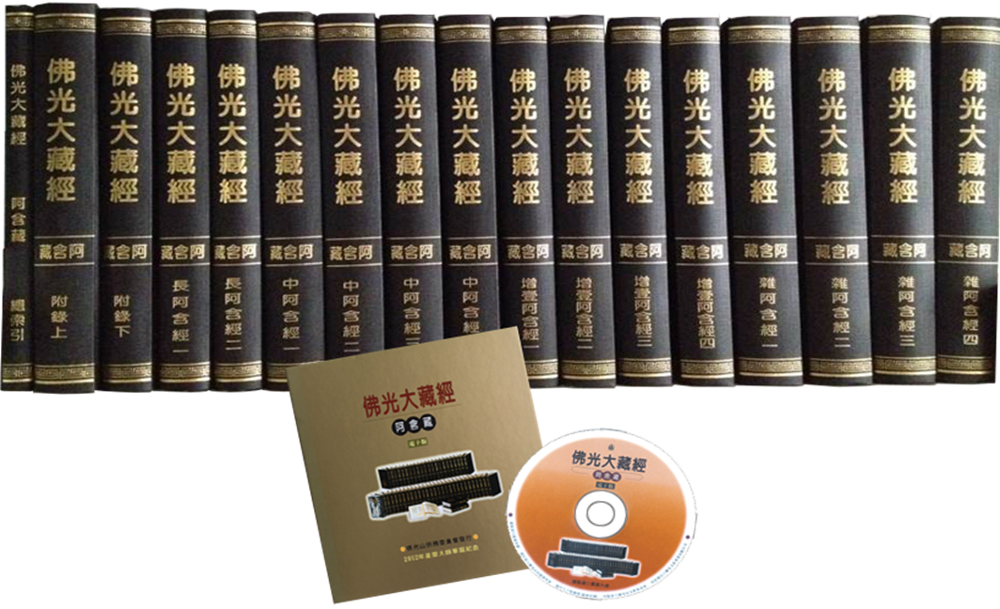 佛光大藏經 阿含藏 總索引
佛光大藏經
阿含藏
附錄上
佛光大藏經
阿含藏
附錄下
佛光大藏經
阿含藏
長阿含經一
佛光大藏經
阿含藏
長阿含經二
佛光大藏經
阿含藏
中阿含經一
佛光大藏經
阿含藏
中阿含經二
佛光大藏經
阿含藏
中阿含經三
佛光大藏經
阿含藏
中阿含經
佛光大藏經
阿含藏
增壹阿含經一
佛光大藏經
阿含藏
增壹阿含經二
佛光大藏經
阿含藏
增壹阿含經三
佛光大藏經
阿含藏
增壹阿含經四
佛光大藏經
阿含藏
雜阿含經一
佛光大藏經
阿含藏
雜阿含經二
佛光大藏經
阿含藏
雜阿含經三
佛光大藏經
阿含藏
雜阿含經四
佛光大藏經
阿含藏
電子版
佛光山宗務委員會發行
佛光大藏經
阿含藏
電子版